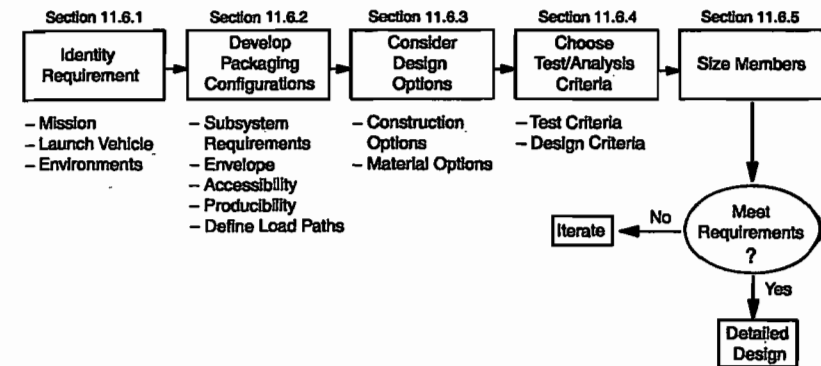 Section 11.6.1
Identity
Requirement
– Mission
– Launch Vehicle
– Environments
Section 11.6.2
Develop
Packaging
Configurations
– Subsystem
Requirements
– Envelope
– Accessibility
– Producibility
– Define Load Paths
Section 11.6.3
Consider
Design
Options
– Construction
Options
– Material Options
Section 11.6.4
Choose
Test/Analysis
Criteria
– Test Criteria
– Design Criteria
Section 11.6.5
Size Members
Meet
Requirements
?
No
Iterate
Yes
Detailed
Design